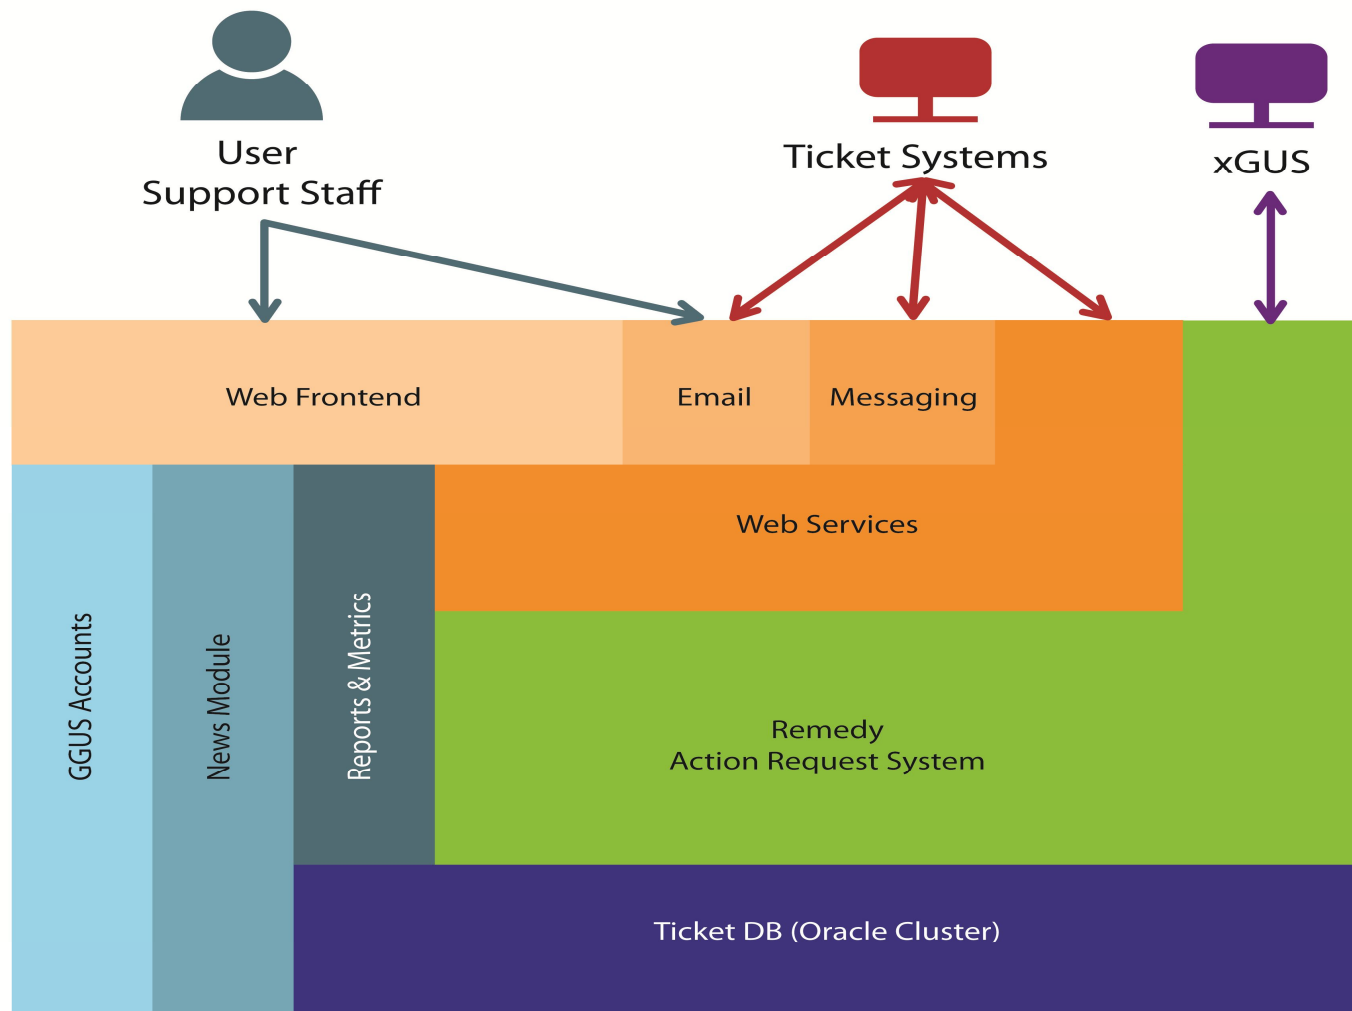 User
Support Staff
Ticket Systems
xGUS
Web Frontend
Email
Messaging
Web Services
GGUS Accounts
News Module
Reports & Metrics
Remedy
Action Request System
Ticket DB (Oracle Cluster)